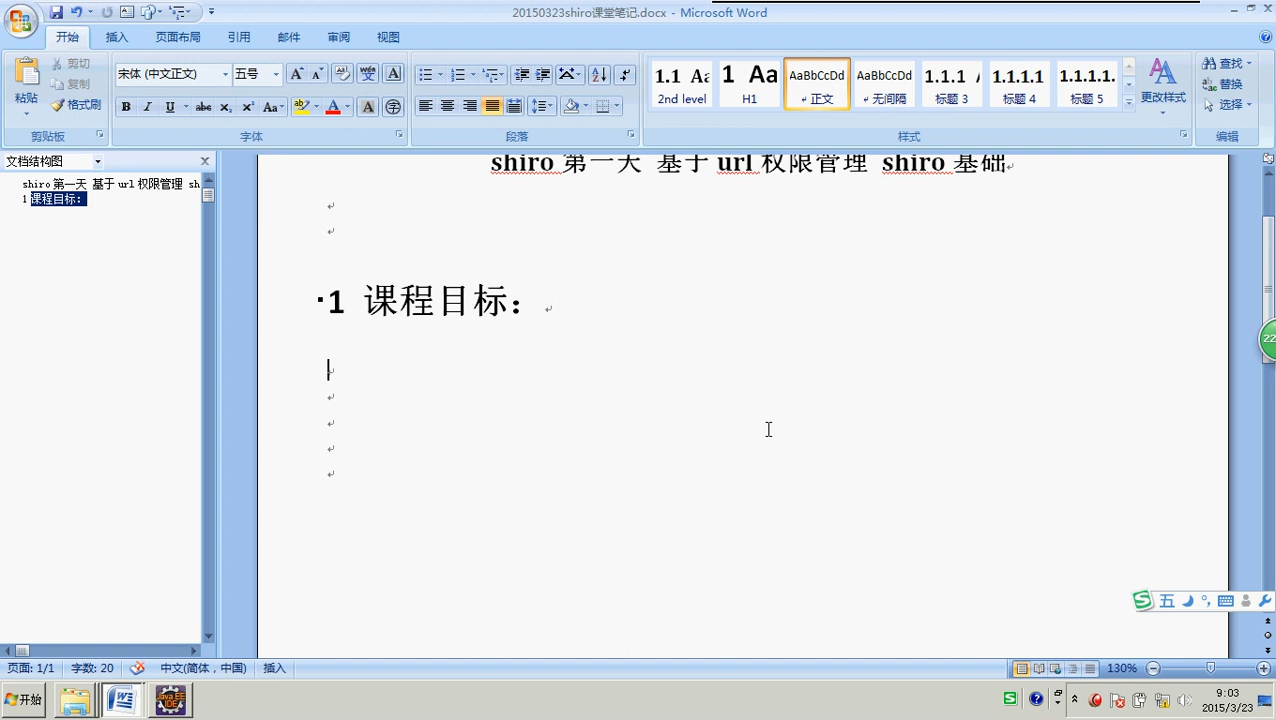 20150323shiro课堂笔记.docx - Microsoft Word
开始 插入 页面布局 引用 邮件 审阅 视图
粘贴 剪切 复制 格式刷
宋体 (中文正文) 五号
B I U abc x₂ x² Aa A
剪贴板 字体 段落 样式 编辑
1.1 Aa 1 Aa AaBbCcDd AaBbCcDd 1.1.1 1.1.1.1 1.1.1.1.
2nd level H1 正文 无间隔 标题 3 标题 4 标题 5
更改样式
查找
替换
选择
文档结构图
shiro 第一天 基于 url 权限管理 sh
1 课程目标:
shiro 第一天 基于 url 权限管理 shiro 基础
1 课程目标:
22
五
页面: 1/1 字数: 20 中文(简体，中国) 插入 130%
开始 Java EE IDE
9:03
2015/3/23